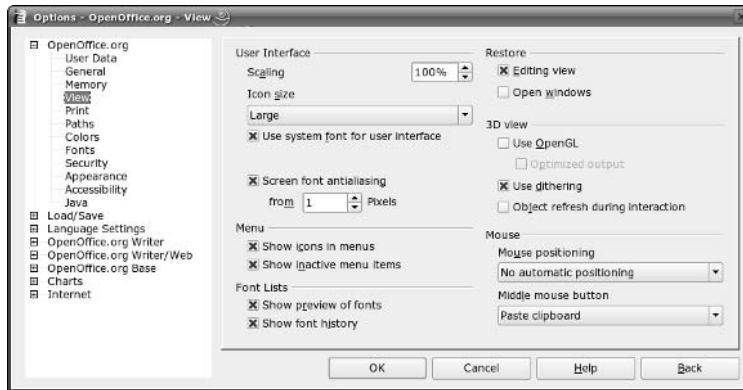 Options - OpenOffice.org - View
OpenOffice.org
User Data
General
Memory
View
Print
Paths
Colors
Fonts
Security
Appearance
Accessibility
Java
Load/Save
Language Settings
OpenOffice.org Writer
OpenOffice.org Writer/Web
OpenOffice.org Base
Charts
Internet
User Interface
Scaling 100%
Icon size
Large
Use system font for user interface
Screen font antialiasing
from 1 Pixels
Menu
Show icons in menus
Show inactive menu items
Font Lists
Show preview of fonts
Show font history
Restore
Editing view
Open windows
3D view
Use OpenGL
Optimized output
Use dithering
Object refresh during interaction
Mouse
Mouse positioning
No automatic positioning
Middle mouse button
Paste clipboard
OK Cancel Help Back